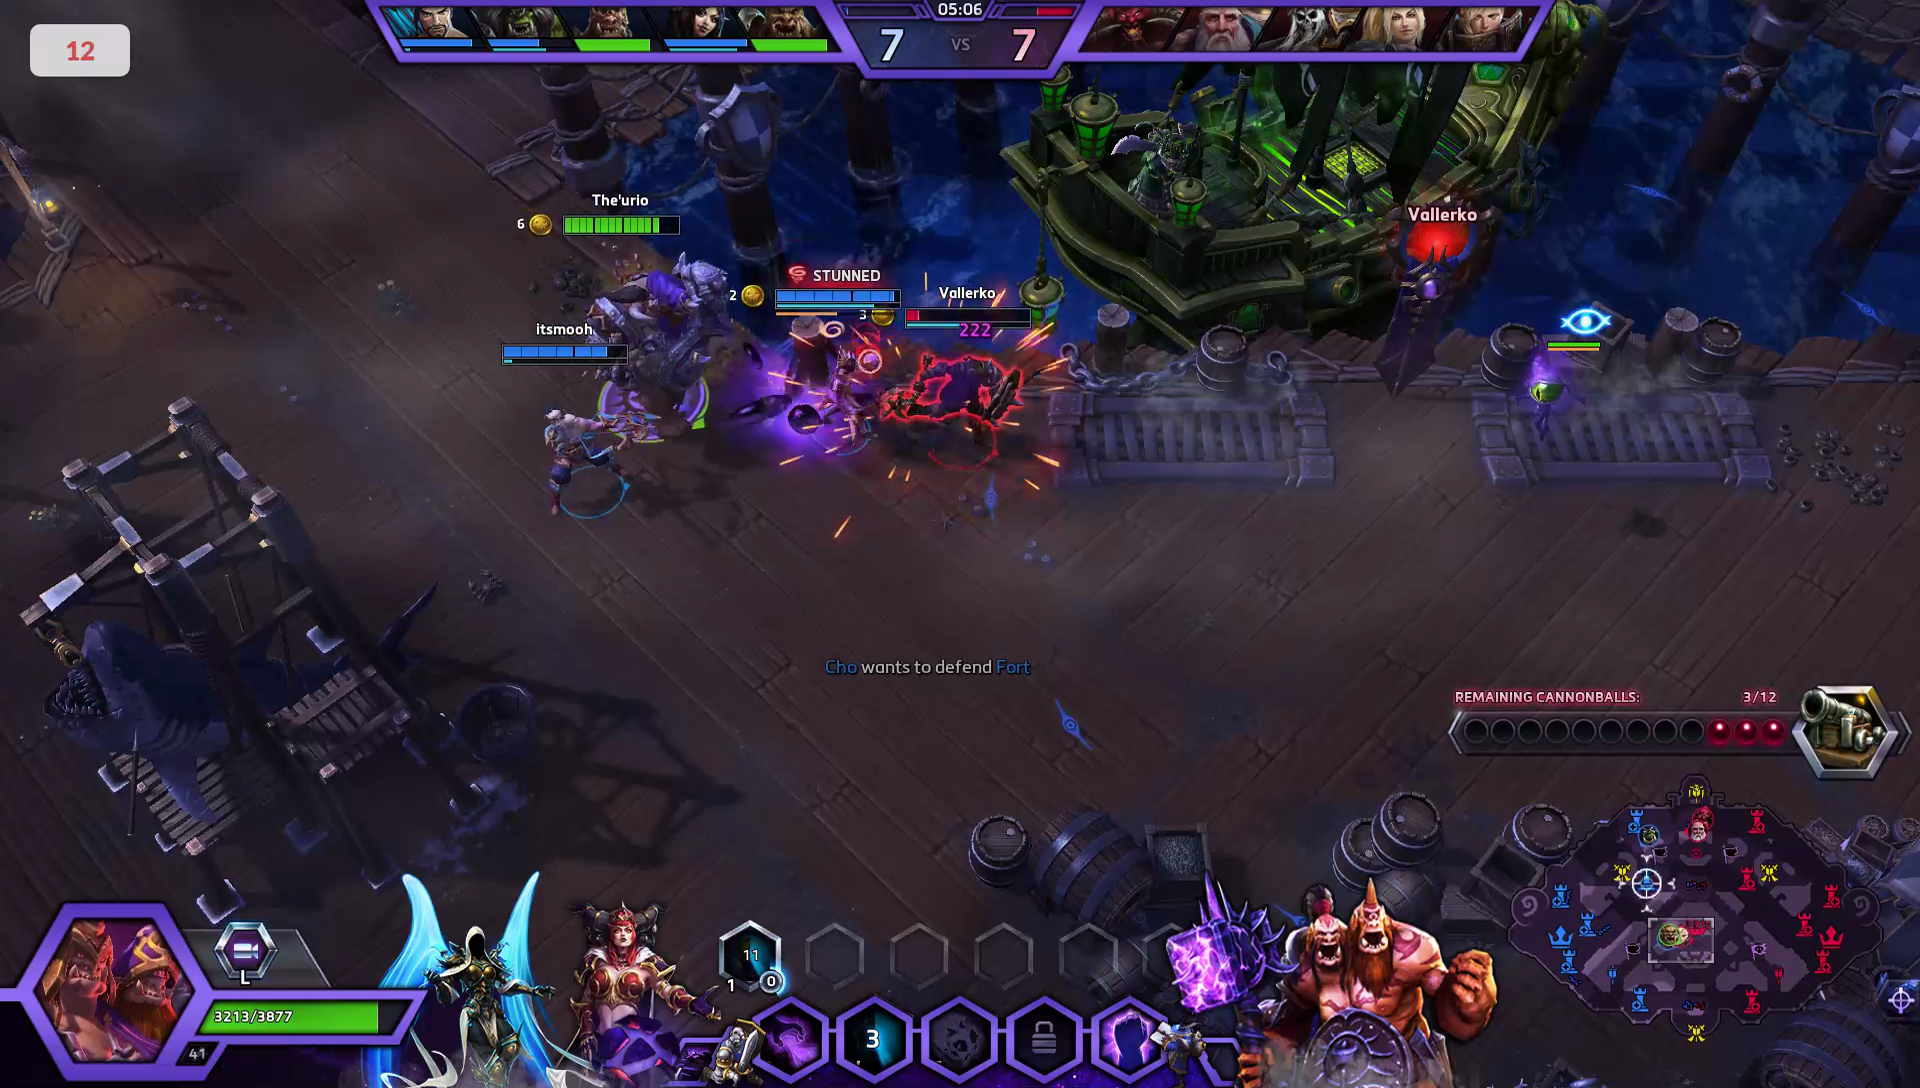 12
05:06
7 VS 7
The'urio
6
Vallerko
STUNNED
2
Vallerko
3
222
itsmooh
Cho wants to defend Fort
REMAINING CANNONBALLS: 3/12
L
11
1 0
3213/3877
3
41